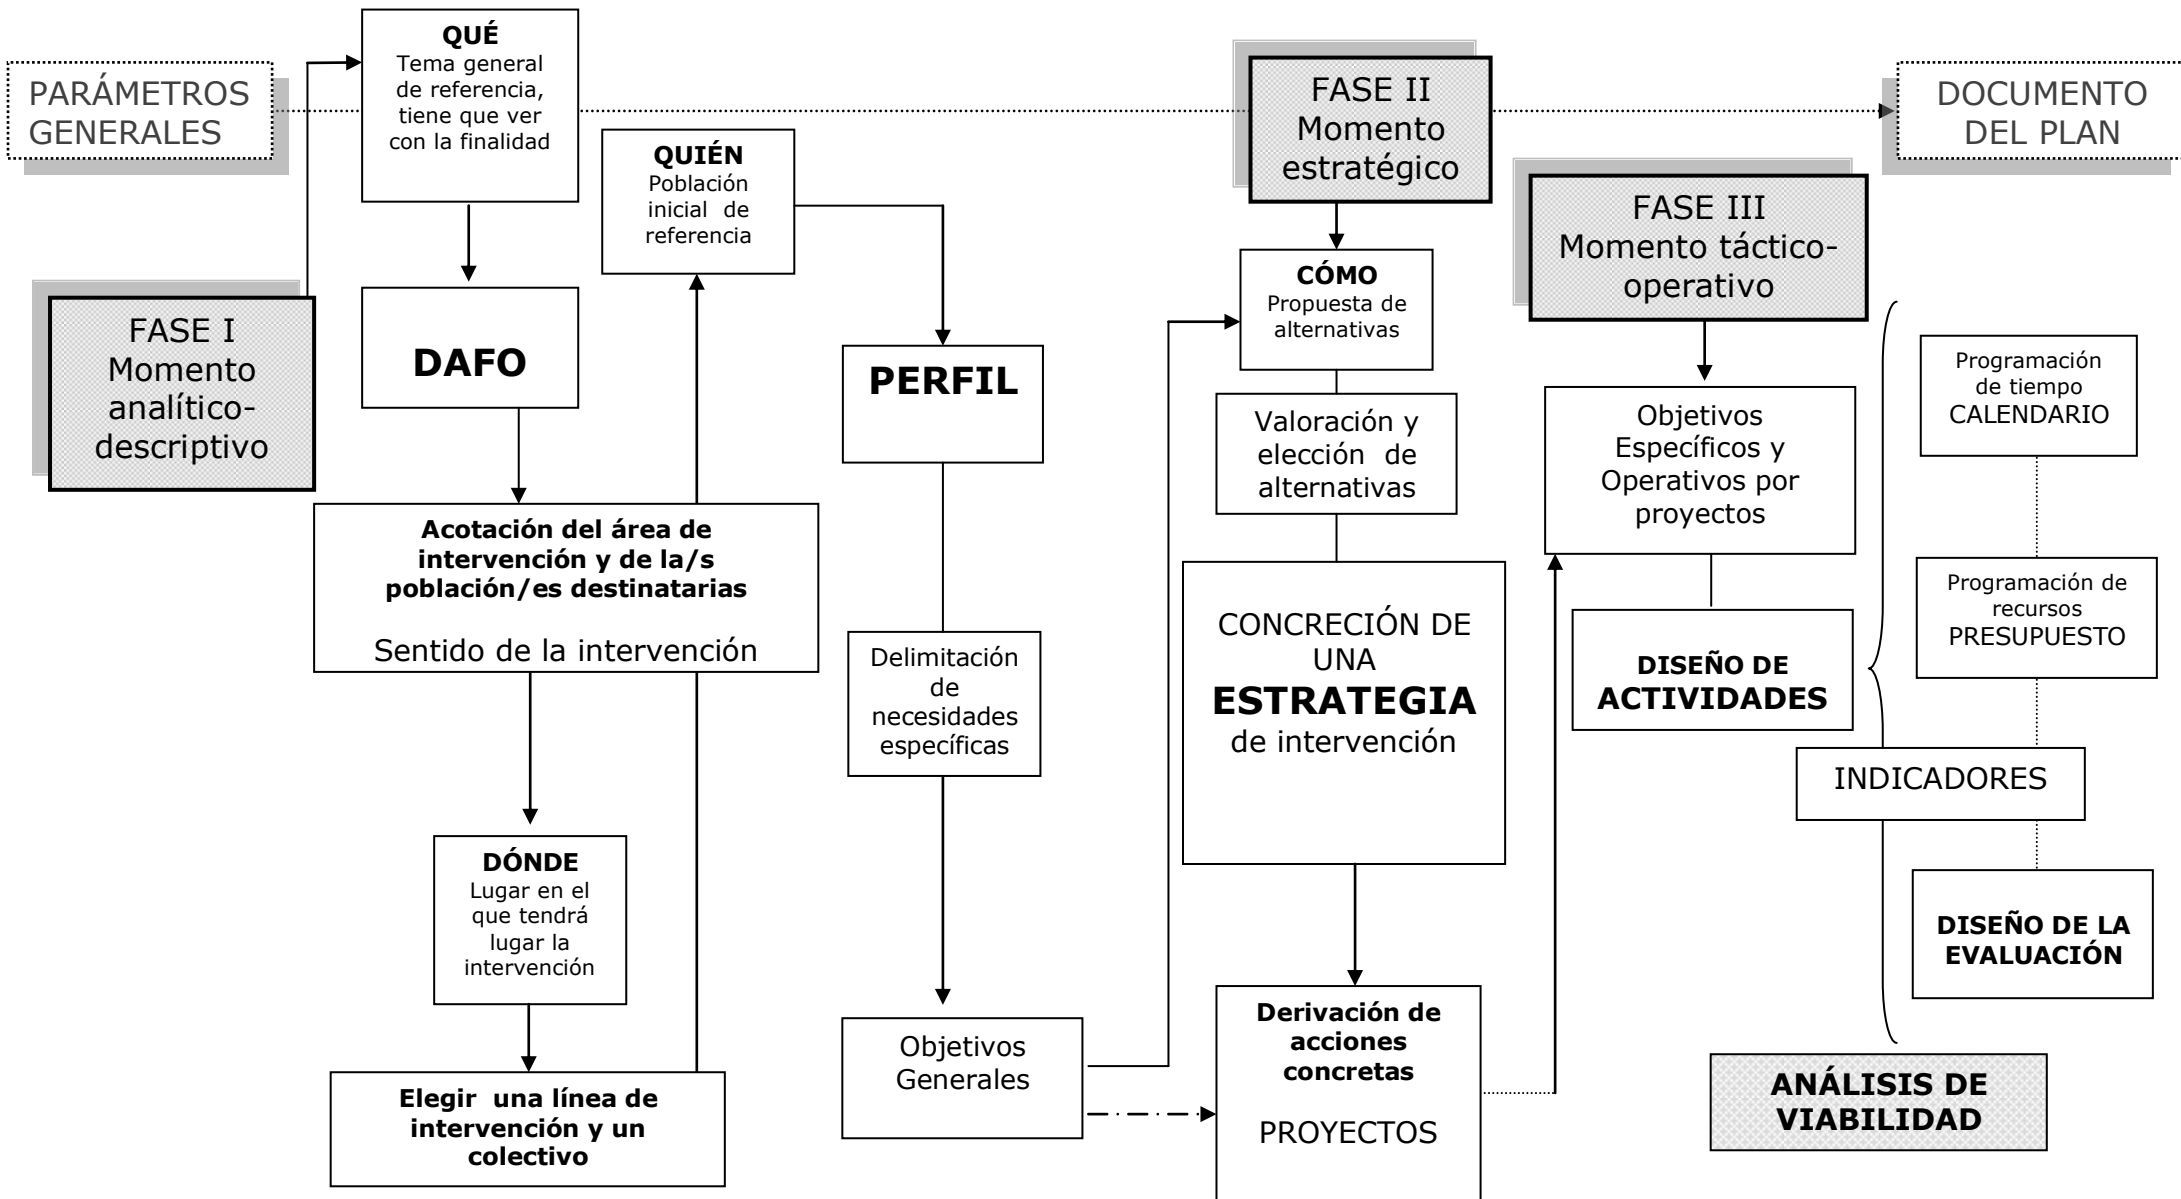 PARÁMETROS
GENERALES
QUÉ
Tema general
de referencia,
tiene que ver
con la finalidad
QUIÉN
Población
inicial de
referencia
FASE II
Momento
estratégico
DOCUMENTO
DEL PLAN
FASE III
Momento táctico-
operativo
FASE I
Momento
analítico-
descriptivo
DAFO
PERFIL
CÓMO
Propuesta de
alternativas
Valoración y
elección de
alternativas
Objetivos
Específicos y
Operativos por
proyectos
Programación
de tiempo
CALENDARIO
Acotación del área de
intervención y de la/s
población/es destinatarias
Sentido de la intervención
Delimitación
de
necesidades
específicas
CONCRECIÓN DE
UNA
ESTRATEGIA
de intervención
DISEÑO DE
ACTIVIDADES
Programación de
recursos
PRESUPUESTO
INDICADORES
DÓNDE
Lugar en el
que tendrá
lugar la
intervención
DISEÑO DE LA
EVALUACIÓN
Elegir una línea de
intervención y un
colectivo
Objetivos
Generales
Derivación de
acciones
concretas
PROYECTOS
ANÁLISIS DE
VIABILIDAD